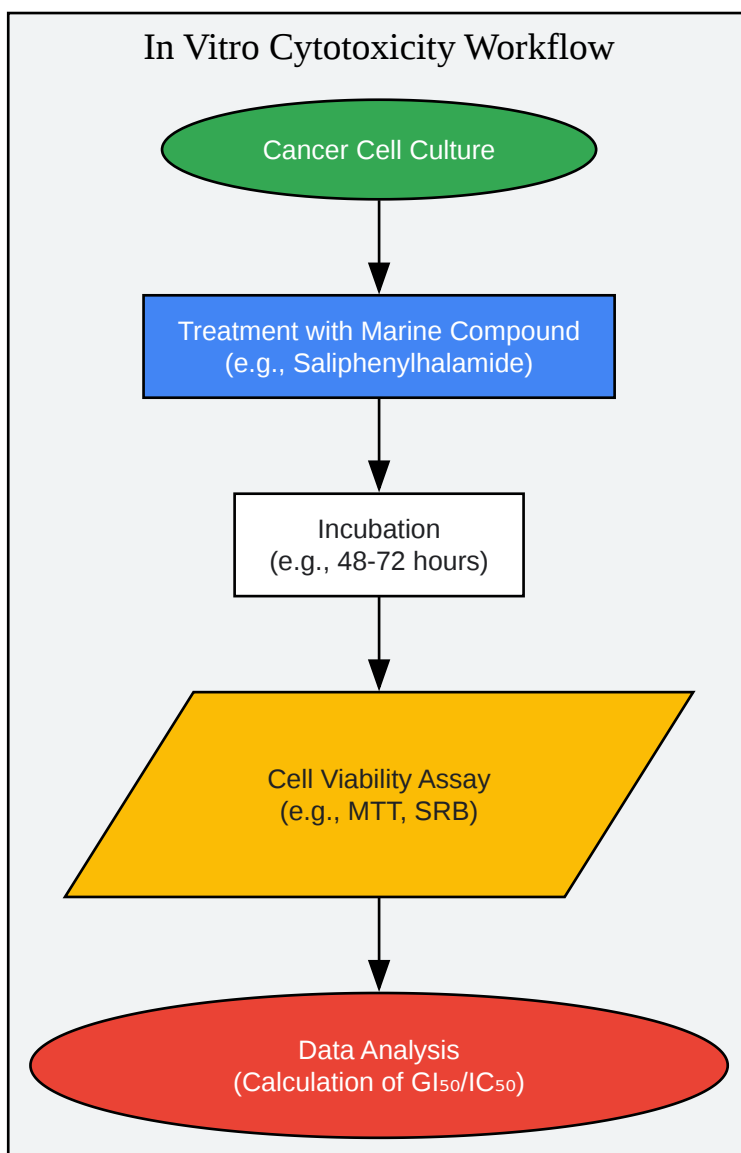 In Vitro Cytotoxicity Workflow
Cancer Cell Culture
Treatment with Marine Compound
(e.g., Saliphenylhalamide)
Incubation
(e.g., 48-72 hours)
Cell Viability Assay
(e.g., MTT, SRB)
Data Analysis
(Calculation of GI₅₀/IC₅₀)